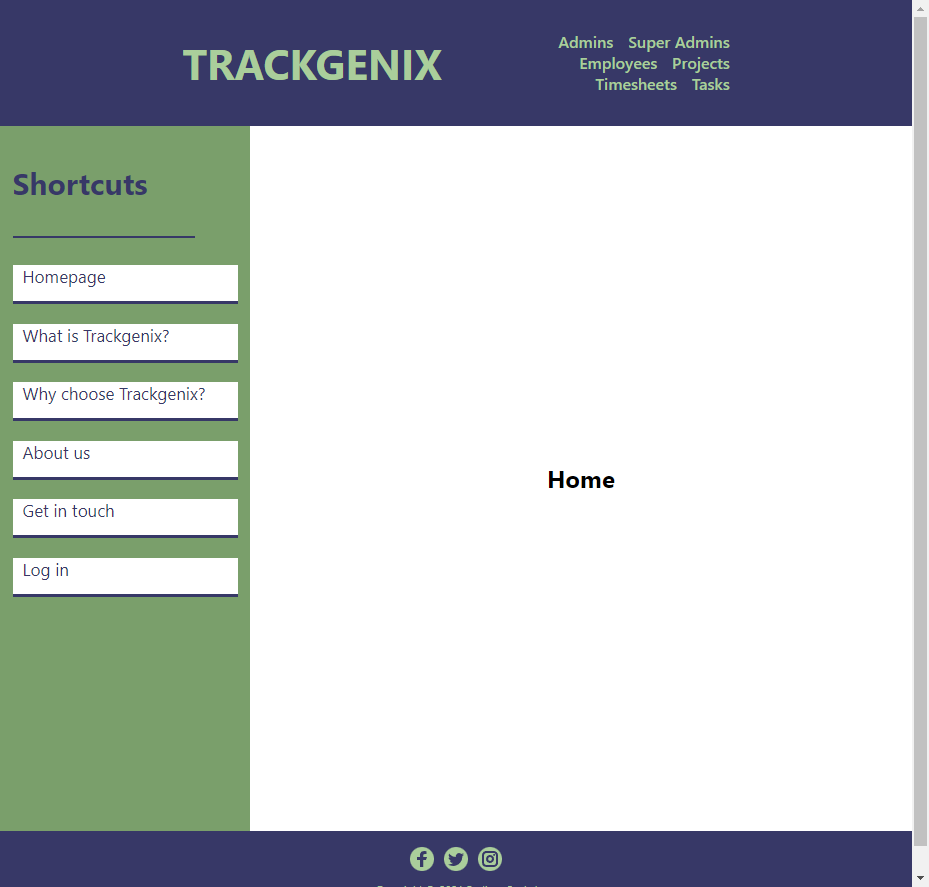 TRACKGENIX
Admins Super Admins
Employees Projects
Timesheets Tasks
Shortcuts
Homepage
What is Trackgenix?
Why choose Trackgenix?
About us
Get in touch
Log in
Home